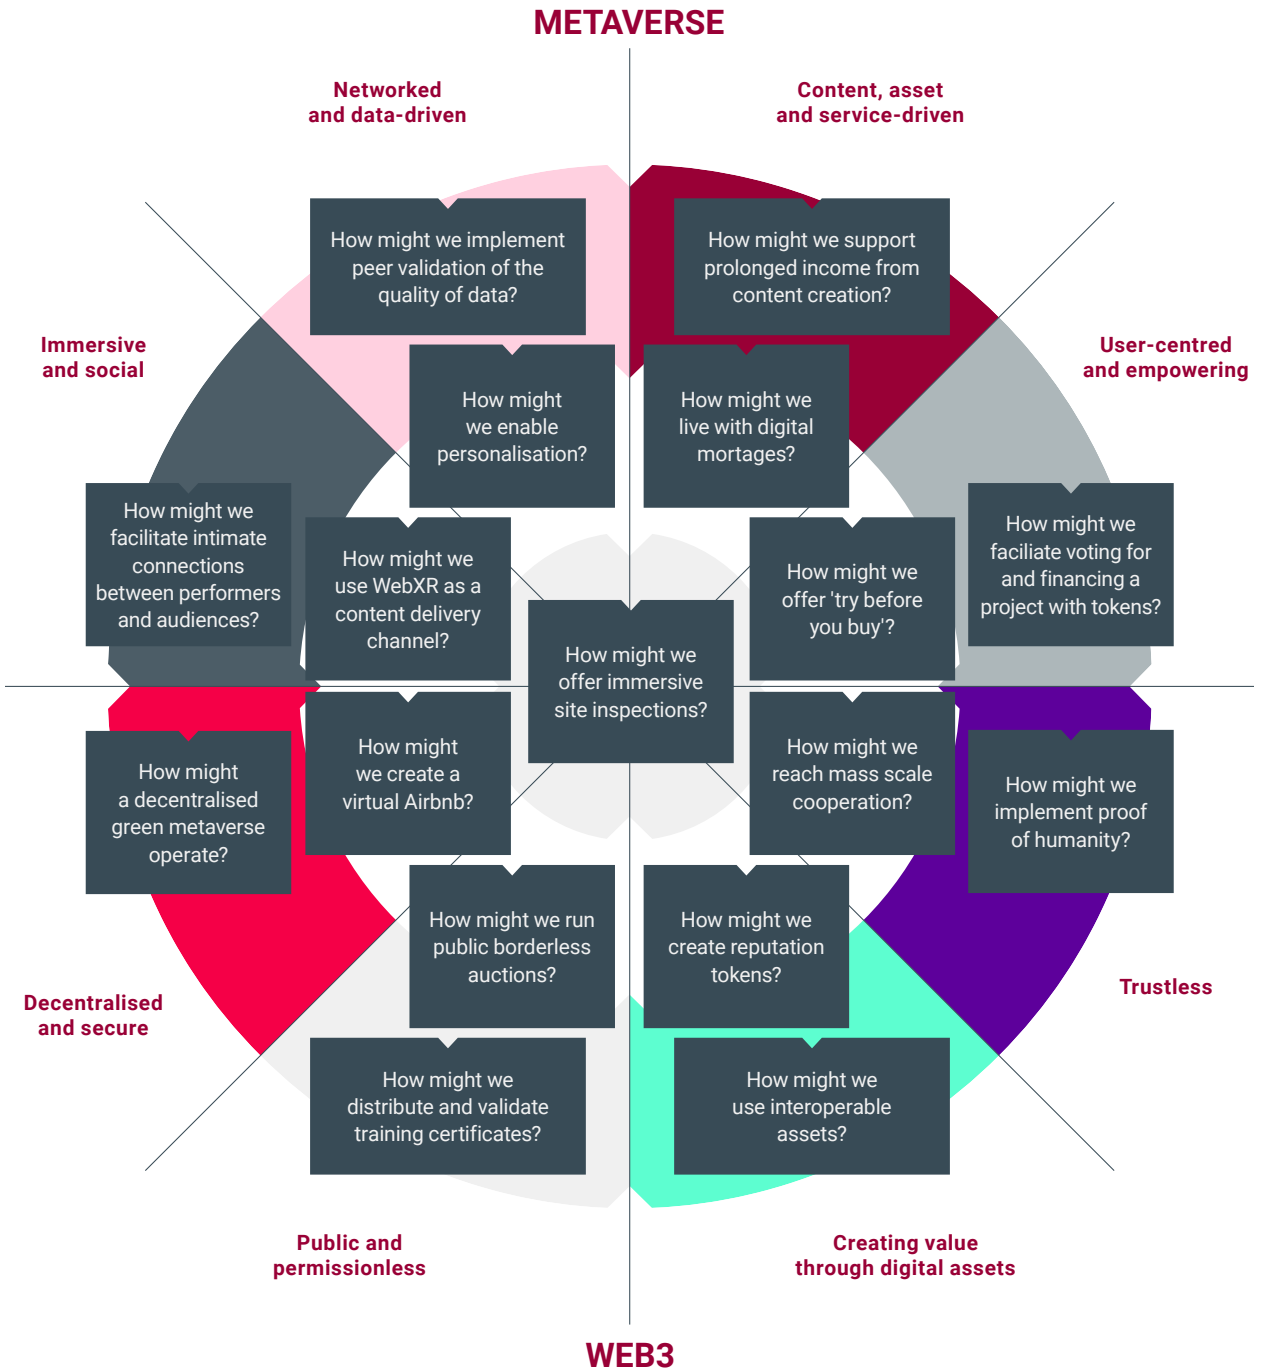 METAVERSE
Networked
and data-driven
Content, asset
and service-driven
How might we implement
peer validation of the
quality of data?
How might we support
prolonged income from
content creation?
Immersive
and social
User-centred
and empowering
How might
we enable
personalisation?
How might we
live with digital
mortages?
How might we
facilitate intimate
connections
between performers
and audiences?
How might we
use WebXR as a
content delivery
channel?
How might we
offer 'try before
you buy'?
How might we
faciliate voting for
and financing a
project with tokens?
How might we
offer immersive
site inspections?
How might
a decentralised
green metaverse
operate?
How might
we create a
virtual Airbnb?
How might we
reach mass scale
cooperation?
How might we
implement proof
of humanity?
How might we run
public borderless
auctions?
How might we
create reputation
tokens?
Decentralised
and secure
Trustless
How might we
distribute and validate
training certificates?
How might we
use interoperable
assets?
Public and
permissionless
Creating value
through digital assets
WEB3